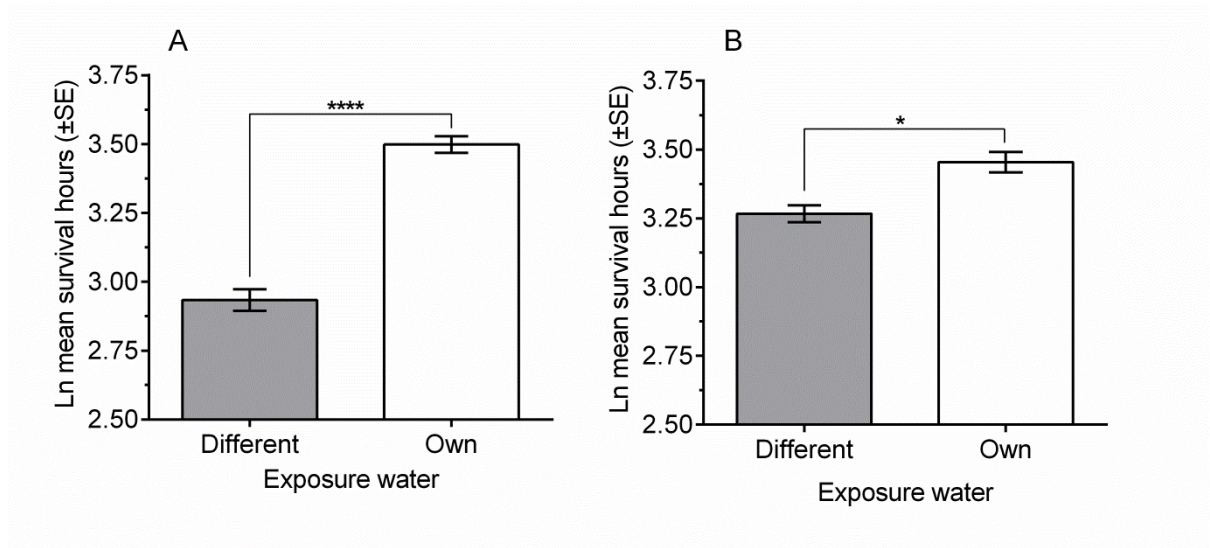 A
Ln mean survival hours (±SE)
3.75
3.50
3.25
3.00
2.75
2.50
****
Different
Own
Exposure water
B
Ln mean survival hours (±SE)
3.75
3.50
3.25
3.00
2.75
2.50
*
Different
Own
Exposure water